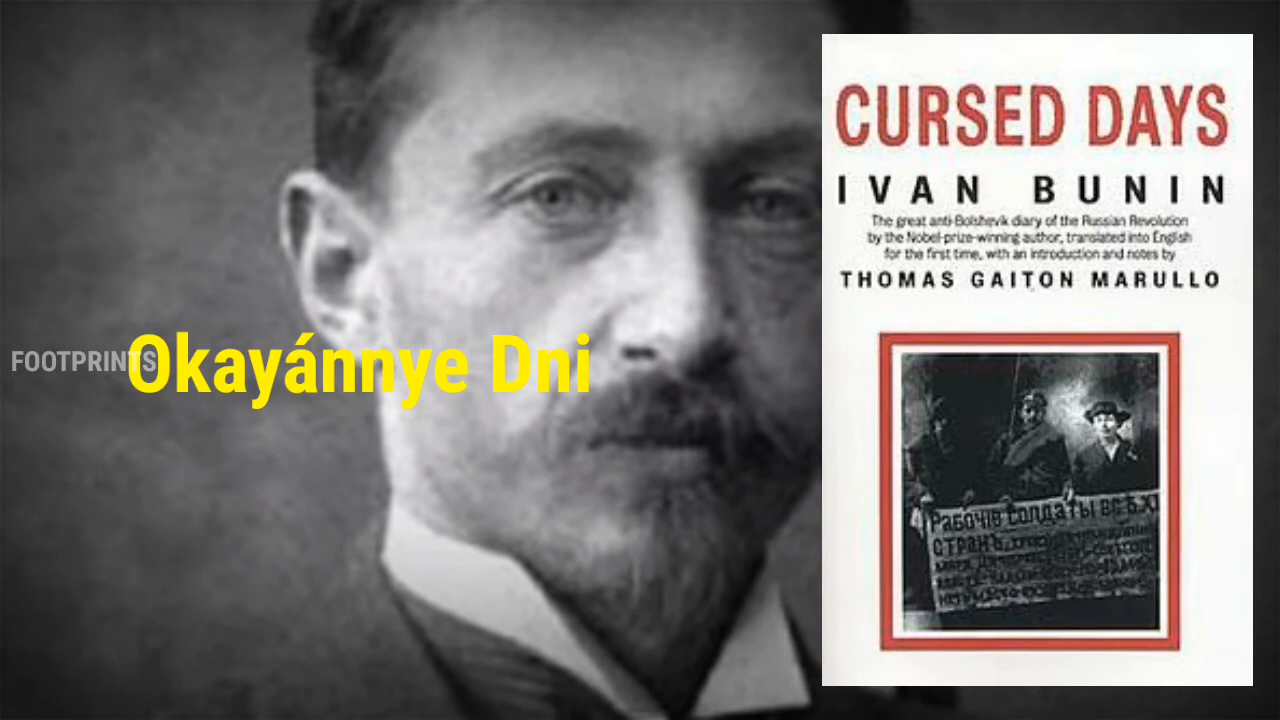 FOOTPRINTS
Okayánnye Dni
CURSED DAYS
IVAN BUNIN
The great anti-Bolshevik diary of the Russian Revolution
by the Nobel-prize-winning author, translated into English
for the first time, with an introduction and notes by
THOMAS GAITON MARULLO
РАБОЧІЕ СОЛДАТЫ ВСѢХ
СТРАНЪ